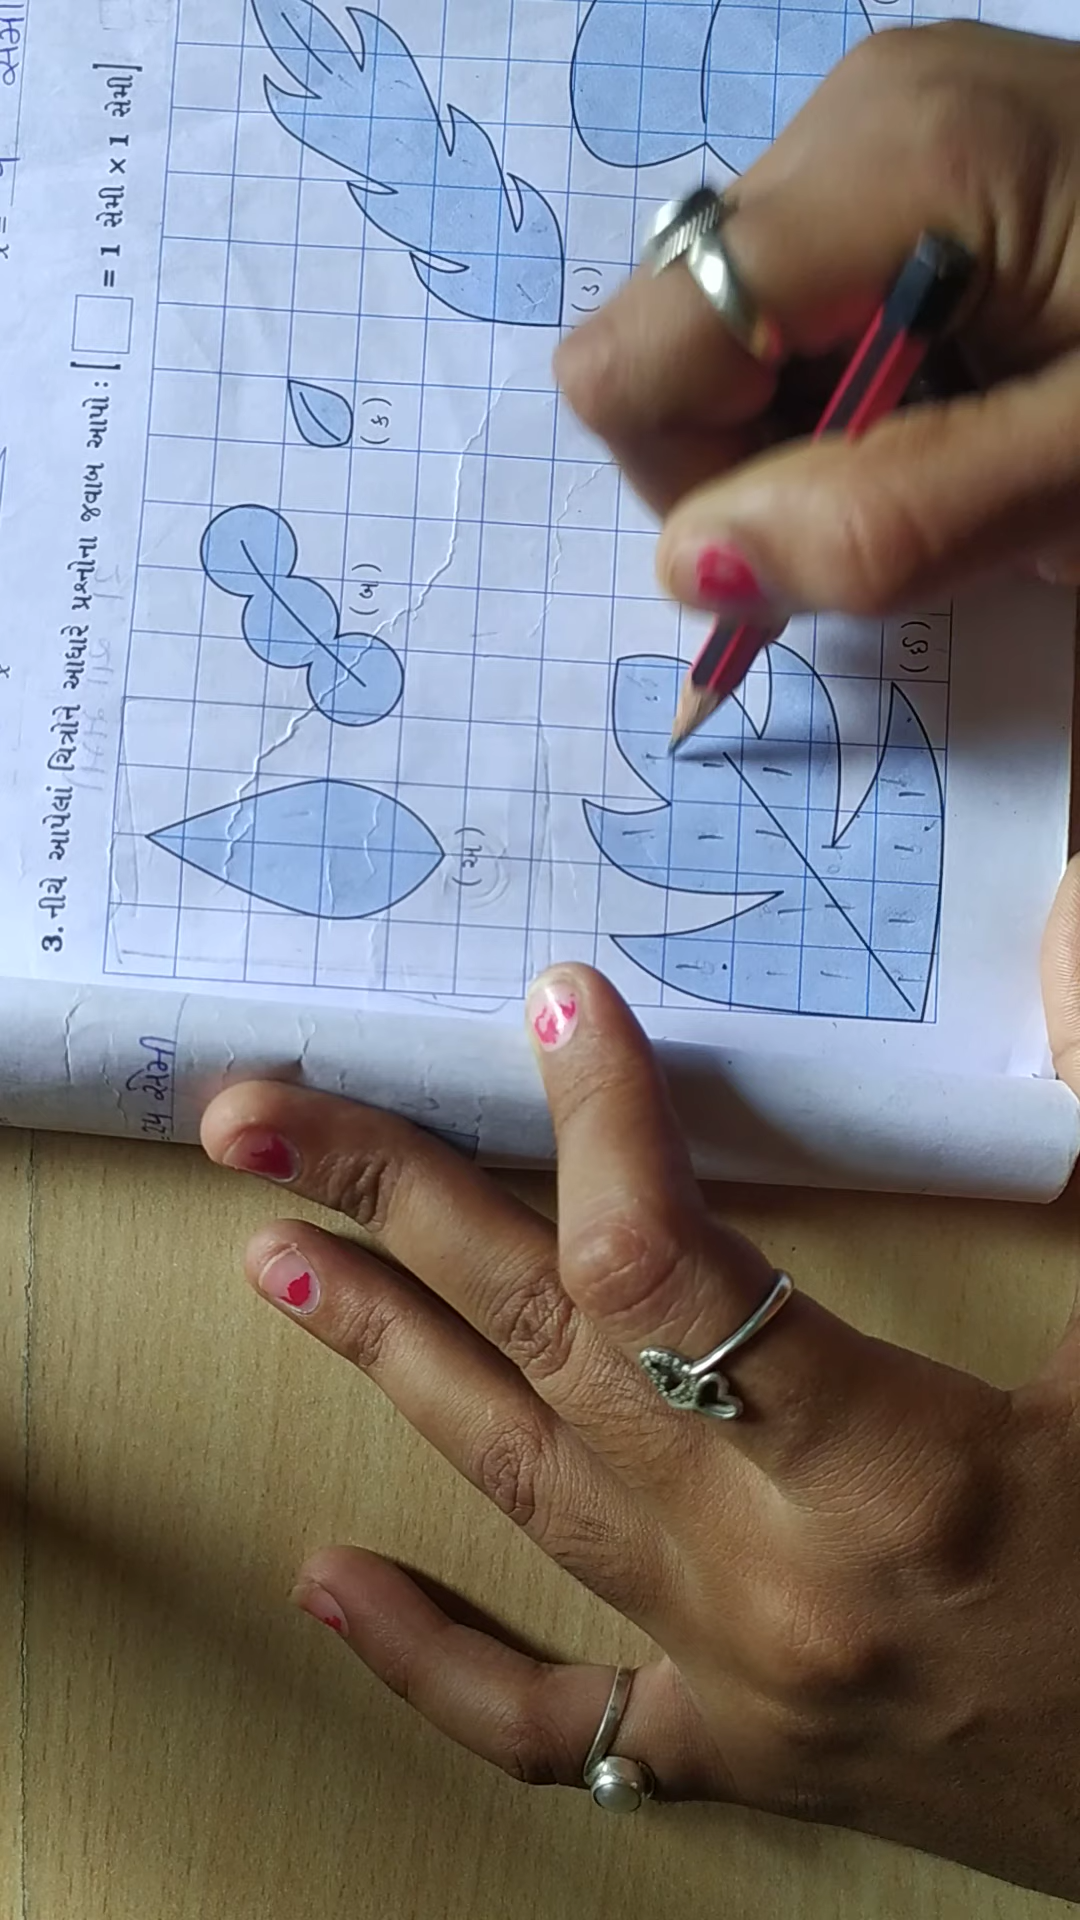 3. નીચે આપેલાં ચિત્રોને આધારે પ્રશ્નોના જવાબ આપો : [ = 1 સેમી x 1 સેમી]
(અ)
(બ)
(ક)
(ડ)
(ઈ)